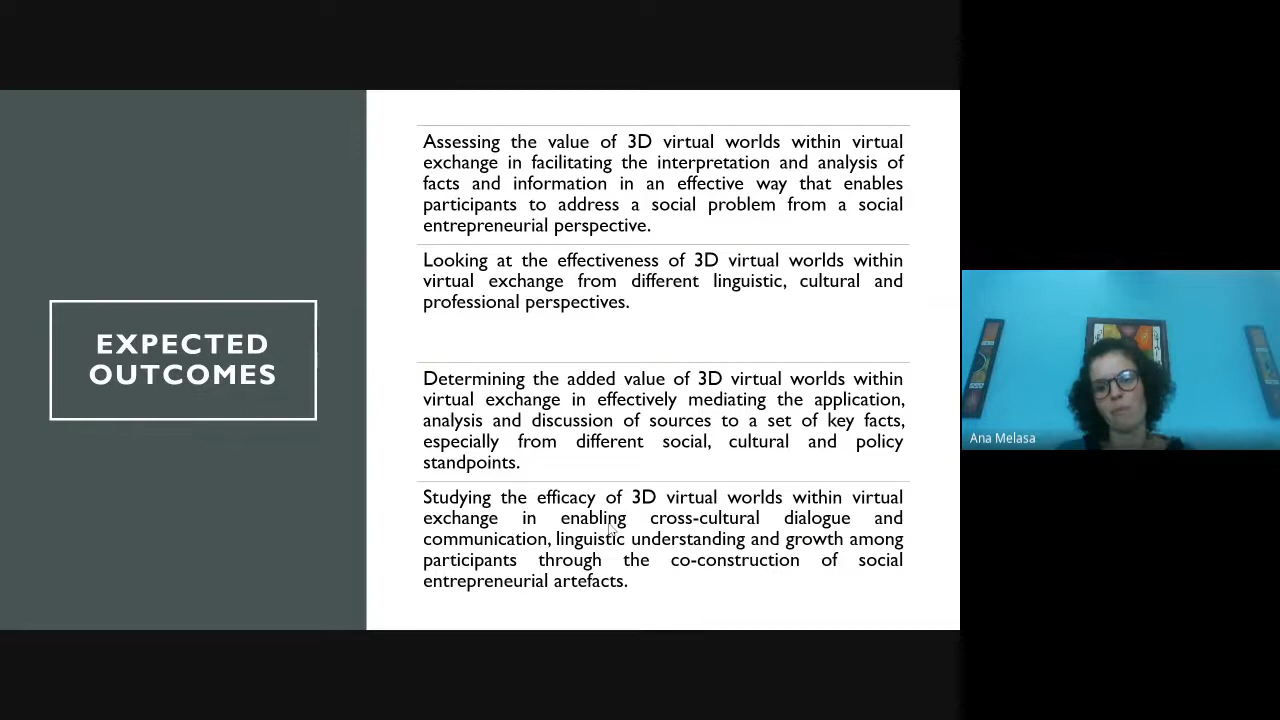 EXPECTED
OUTCOMES
Assessing the value of 3D virtual worlds within virtual
exchange in facilitating the interpretation and analysis of
facts and information in an effective way that enables
participants to address a social problem from a social
entrepreneurial perspective.
Looking at the effectiveness of 3D virtual worlds within
virtual exchange from different linguistic, cultural and
professional perspectives.
Determining the added value of 3D virtual worlds within
virtual exchange in effectively mediating the application,
analysis and discussion of sources to a set of key facts,
especially from different social, cultural and policy
standpoints.
Studying the efficacy of 3D virtual worlds within virtual
exchange in enabling cross-cultural dialogue and
communication, linguistic understanding and growth among
participants through the co-construction of social
entrepreneurial artefacts.
Ana Melasa